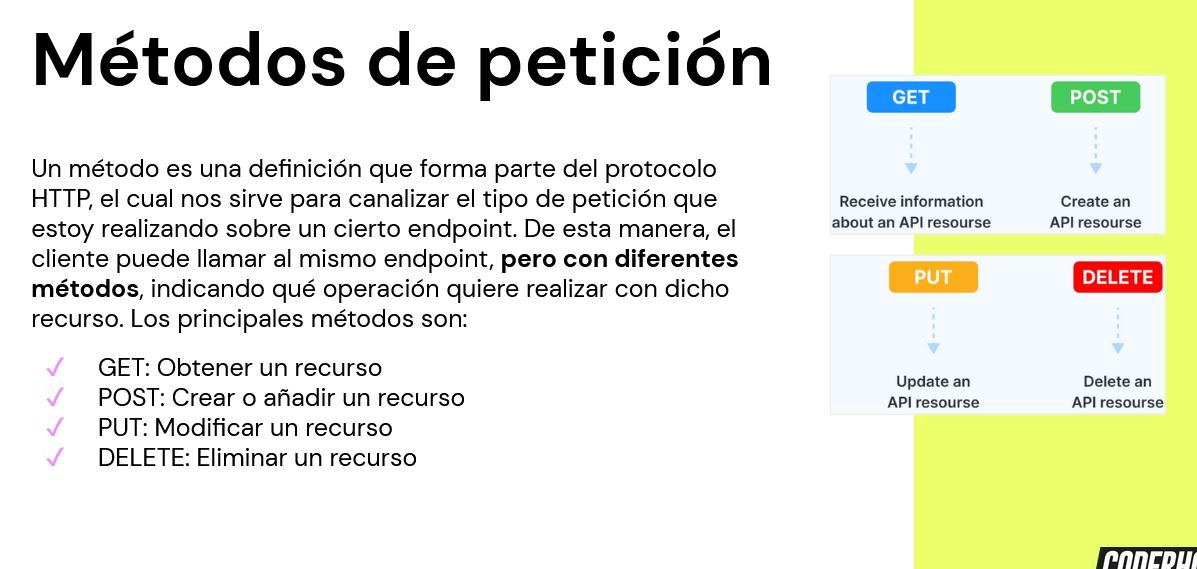 Métodos de petición
Un método es una definición que forma parte del protocolo
HTTP, el cual nos sirve para canalizar el tipo de petición que
estoy realizando sobre un cierto endpoint. De esta manera, el
cliente puede llamar al mismo endpoint, pero con diferentes
métodos, indicando qué operación quiere realizar con dicho
recurso. Los principales métodos son:
✓ GET: Obtener un recurso
✓ POST: Crear o añadir un recurso
✓ PUT: Modificar un recurso
✓ DELETE: Eliminar un recurso
GET
Receive information
about an API resourse
POST
Create an
API resourse
PUT
Update an
API resourse
DELETE
Delete an
API resourse